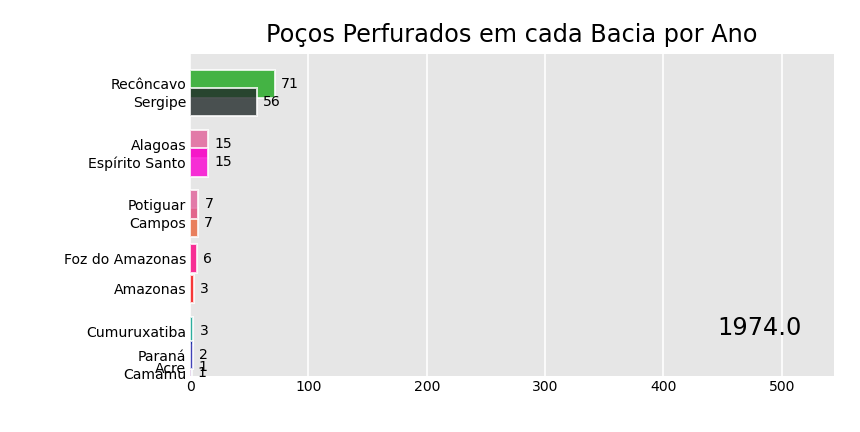 Poços Perfurados em cada Bacia por Ano
Recôncavo 71
Sergipe 56
Alagoas 15
Espírito Santo 15
Potiguar 7
Campos 7
Foz do Amazonas 6
Amazonas 3
Cumuruxatiba 3
1974.0
Paraná 2
Acre 1
Camamu 1
0 100 200 300 400 500